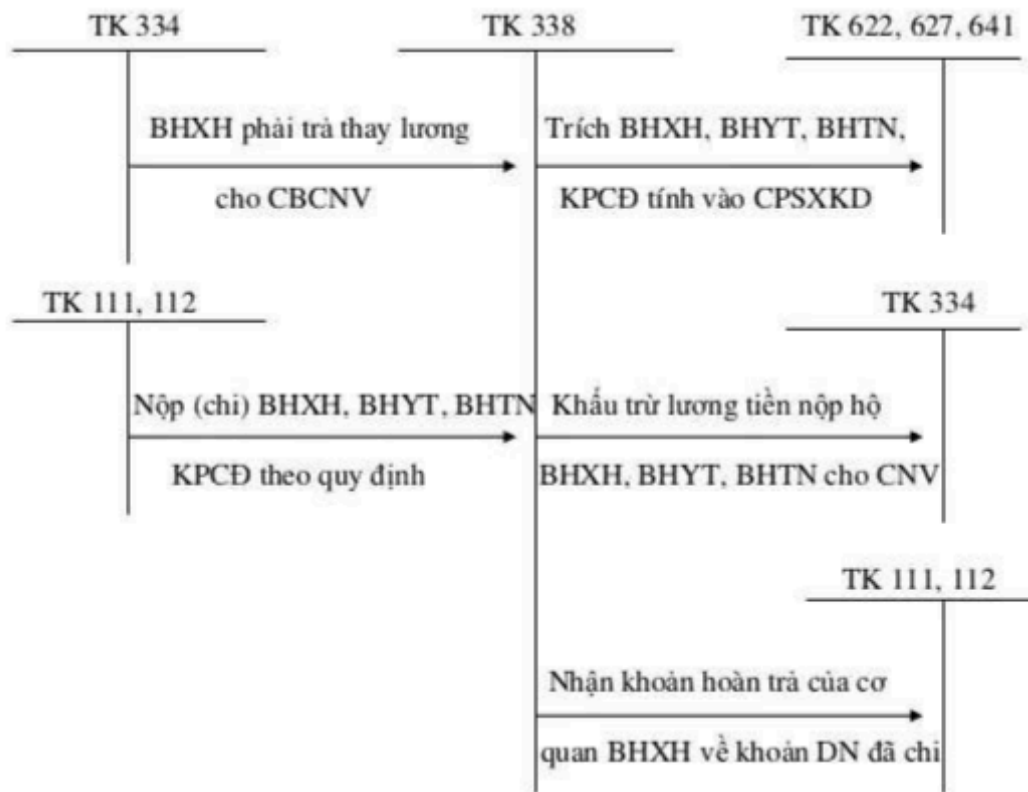 TK 334
TK 338
TK 622, 627, 641
BHXH phải trả thay lương
cho CBCNV
Trích BHXH, BHYT, BHTN,
KPCĐ tính vào CPSXKD
TK 111, 112
TK 334
Nộp (chi) BHXH, BHYT, BHTN
KPCĐ theo quy định
Khấu trừ lương tiền nộp hộ
BHXH, BHYT, BHTN cho CNV
TK 111, 112
Nhận khoản hoàn trả của cơ
quan BHXH về khoản DN đã chi